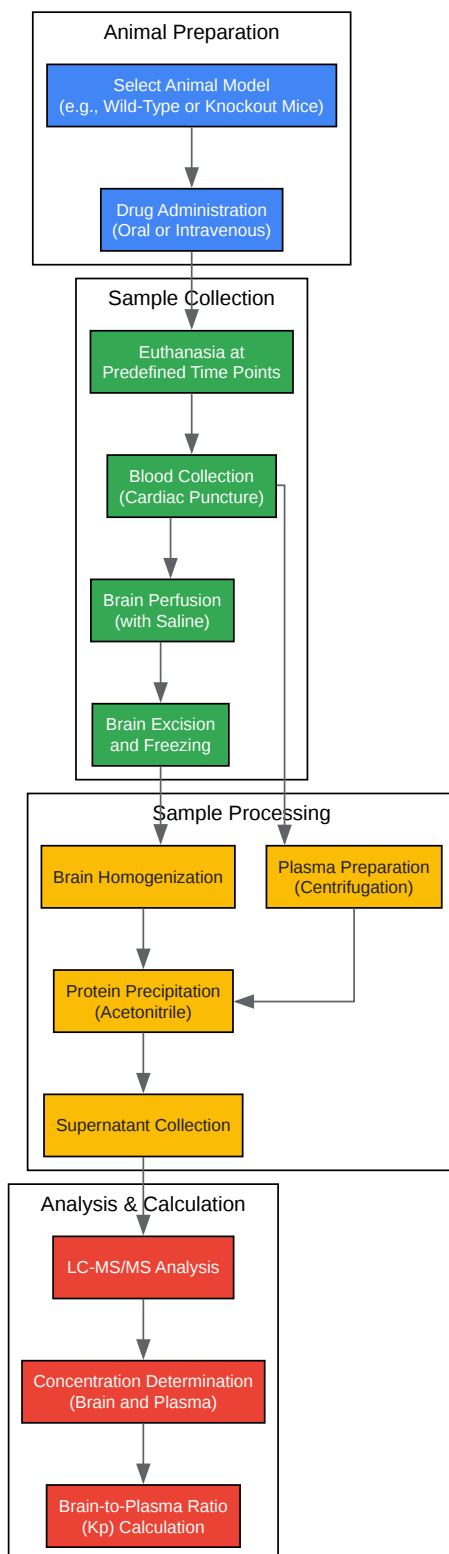 Animal Preparation
Select Animal Model
(e.g., Wild-Type or Knockout Mice)
Drug Administration
(Oral or Intravenous)
Sample Collection
Euthanasia at
Predefined Time Points
Blood Collection
(Cardiac Puncture)
Brain Perfusion
(with Saline)
Brain Excision
and Freezing
Sample Processing
Brain Homogenization
Plasma Preparation
(Centrifugation)
Protein Precipitation
(Acetonitrile)
Supernatant Collection
Analysis & Calculation
LC-MS/MS Analysis
Concentration Determination
(Brain and Plasma)
Brain-to-Plasma Ratio
(Kp) Calculation